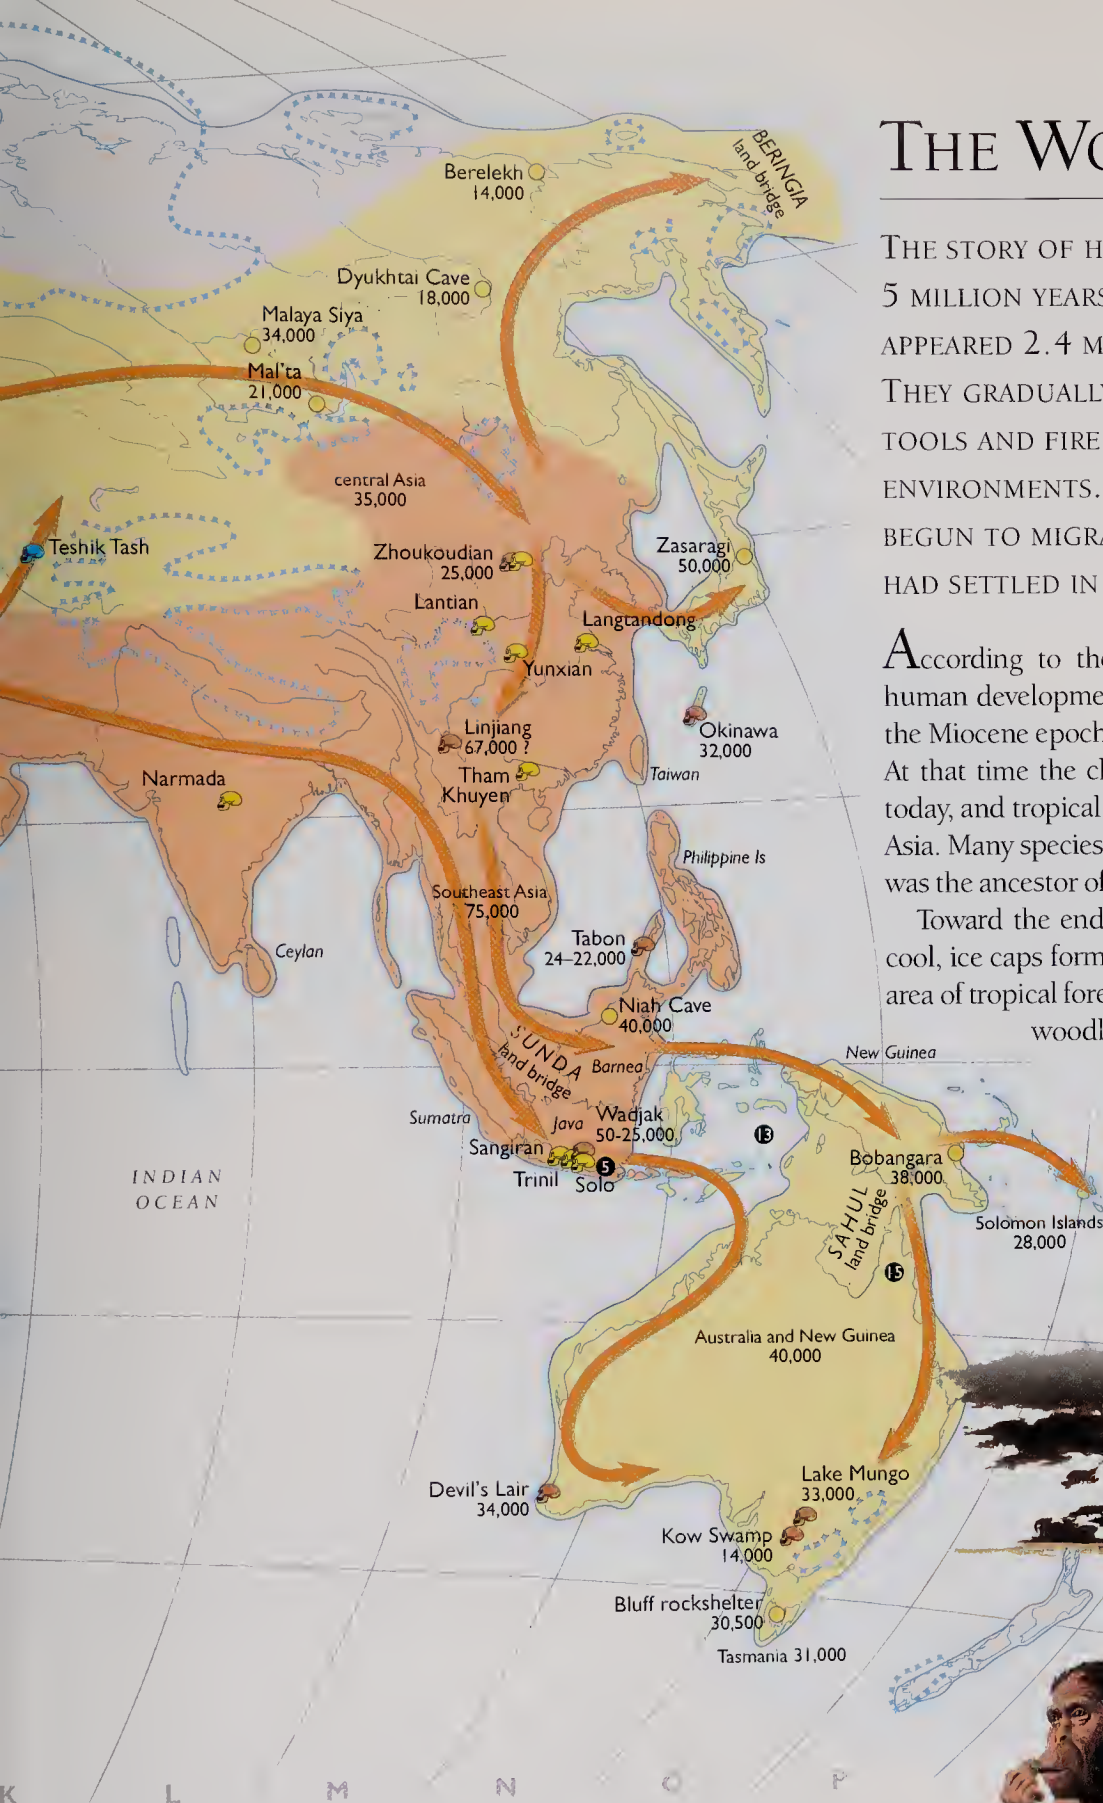 THE WO
THE STORY OF H
5 MILLION YEARS
APPEARED 2.4 M
THEY GRADUALLY
TOOLS AND FIRE
ENVIRONMENTS.
BEGUN TO MIGRA
HAD SETTLED IN
According to the
human developme
the Miocene epoch
At that time the cl
today, and tropical
Asia. Many species
was the ancestor of
Toward the end
cool, ice caps form
area of tropical fore
woodl
BERINGIA
land bridge
Berelekh
14,000
Dyukhtai Cave
18,000
Malaya Siya
34,000
Mal'ta
21,000
central Asia
35,000
Teshik Tash
Zhoukoudian
25,000
Zasaragi
50,000
Lantian
Langtandong
Yunxian
Linjiang
67,000 ?
Okinawa
32,000
Narmada
Tham
Khuyen
Taiwan
Philippine Is
Southeast Asia
75,000
Tabon
24–22,000
Ceylan
Niah Cave
40,000
SUNDA
land bridge
Barnea
New Guinea
Sumatra
Java
Wadjak
50-25,000
13
Sangiran
5
Trinil
Solo
Bobangara
38,000
INDIAN
OCEAN
SAHUL
land bridge
Solomon Islands
28,000
15
Australia and New Guinea
40,000
Lake Mungo
33,000
Devil's Lair
34,000
Kow Swamp
14,000
Bluff rockshelter
30,500
Tasmania 31,000
K L M N O P